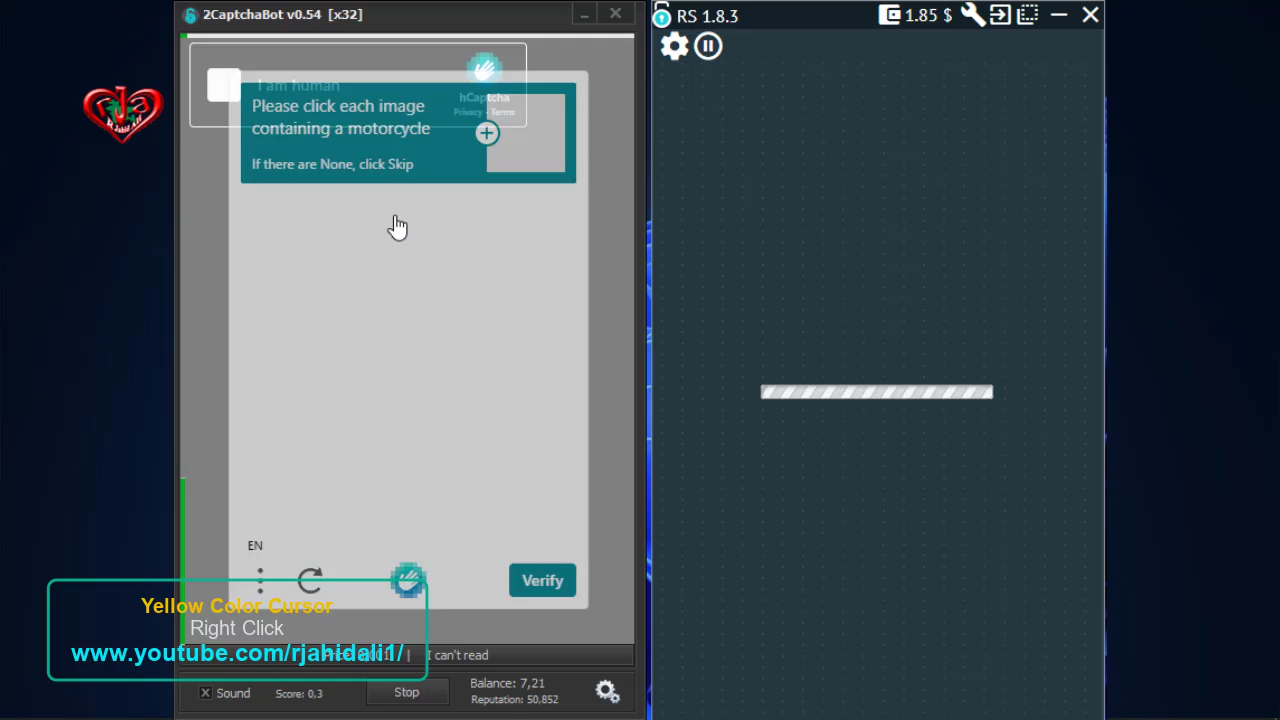 2CaptchaBot v0.54 [x32]
I am human
hCaptcha
Privacy - Terms
Please click each image
containing a motorcycle
If there are None, click Skip
EN
Verify
Yellow Color Cursor
Right Click
www.youtube.com/rjahidali1/
| I can't read
Sound
Score: 0,3
Stop
Balance: 7,21
Reputation: 50,852
RS 1.8.3
1.85 $